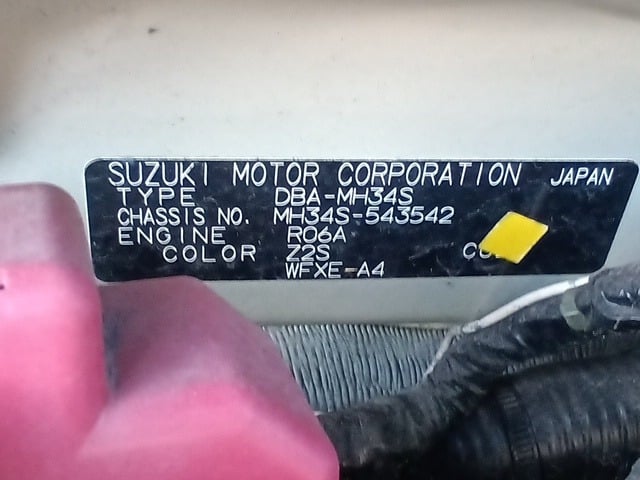 SUZUKI MOTOR CORPORATION JAPAN
TYPE DBA-MH34S
CHASSIS NO. MH34S-543542
ENGINE R06A
COLOR Z2S
WFXE-A4